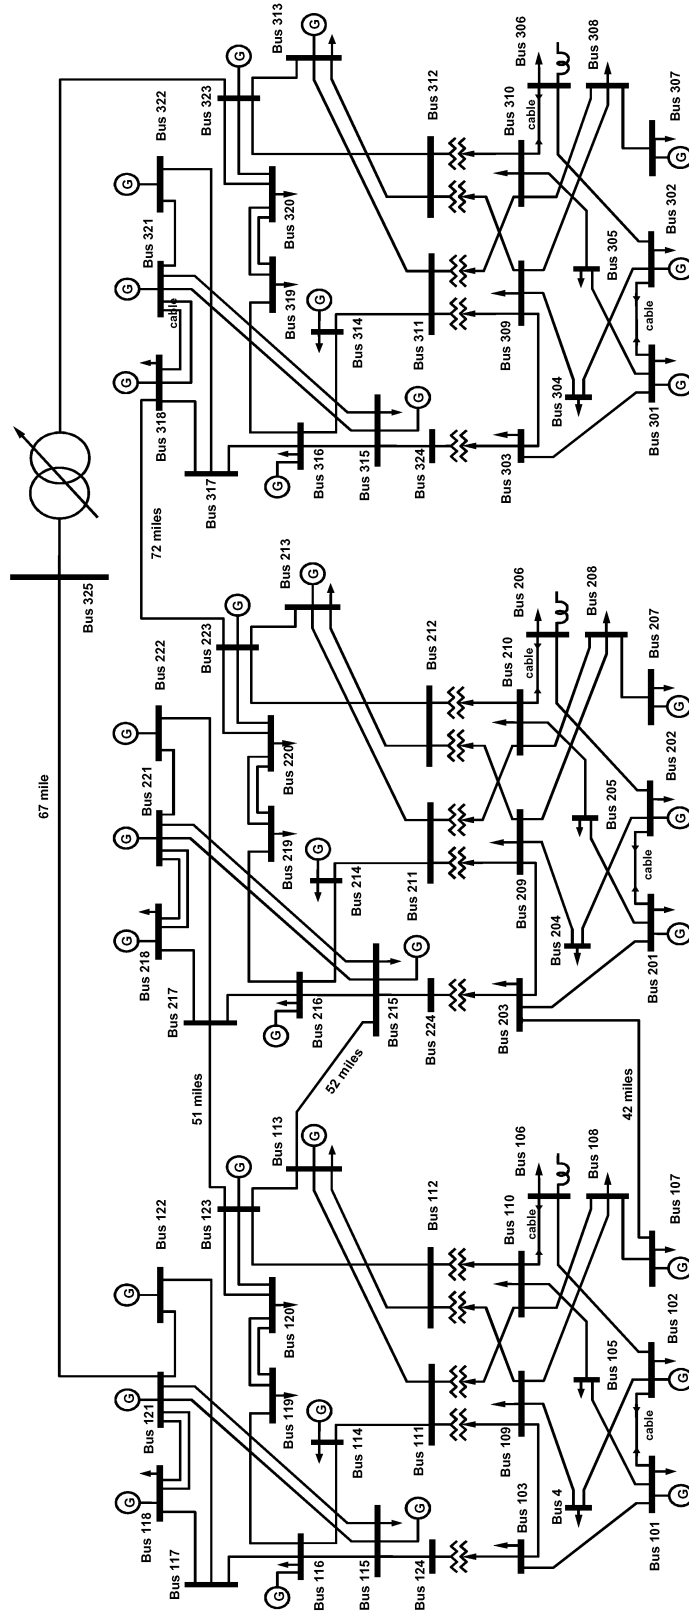 67 mile
Bus 325
72 miles
51 miles
52 miles
42 miles
G
G
G
Bus 118
Bus 121
Bus 122
Bus 117
G
Bus 123
G
Bus 113
Bus 120
Bus 119
G
Bus 114
G
Bus 116
G
Bus 115
Bus 124
Bus 111
Bus 112
Bus 103
Bus 109
Bus 110
cable
Bus 106
Bus 4
Bus 105
Bus 108
Bus 101
cable
Bus 102
Bus 107
G
G
G
G
G
G
Bus 218
Bus 221
Bus 222
Bus 217
G
Bus 223
G
Bus 213
Bus 220
Bus 219
G
Bus 214
G
Bus 216
G
Bus 215
Bus 224
Bus 211
Bus 212
Bus 203
Bus 209
Bus 210
cable
Bus 206
Bus 204
Bus 205
Bus 208
Bus 201
cable
Bus 202
Bus 207
G
G
G
G
G
G
Bus 318
cable
Bus 321
Bus 322
Bus 317
G
Bus 323
G
Bus 313
Bus 320
Bus 319
G
Bus 314
G
Bus 316
G
Bus 315
Bus 324
Bus 311
Bus 312
Bus 303
Bus 309
Bus 310
cable
Bus 306
Bus 304
Bus 305
Bus 308
Bus 301
cable
Bus 302
Bus 307
G
G
G